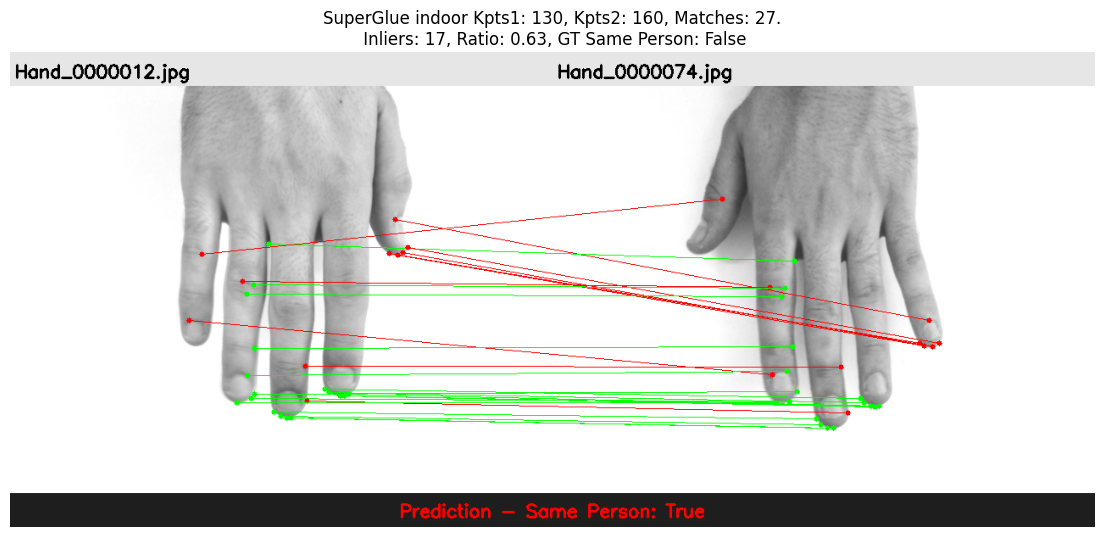 SuperGlue indoor Kpts1: 130, Kpts2: 160, Matches: 27.
Inliers: 17, Ratio: 0.63, GT Same Person: False
Hand_0000012.jpg
Hand_0000074.jpg
Prediction - Same Person: True